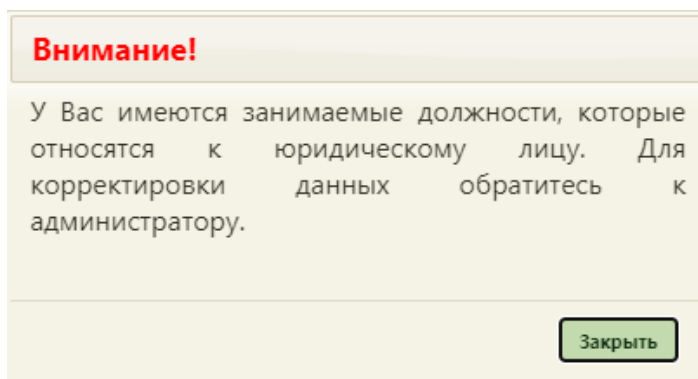 Внимание!
У Вас имеются занимаемые должности, которые
относятся к юридическому лицу. Для
корректировки данных обратитесь к
администратору.
Закрыть